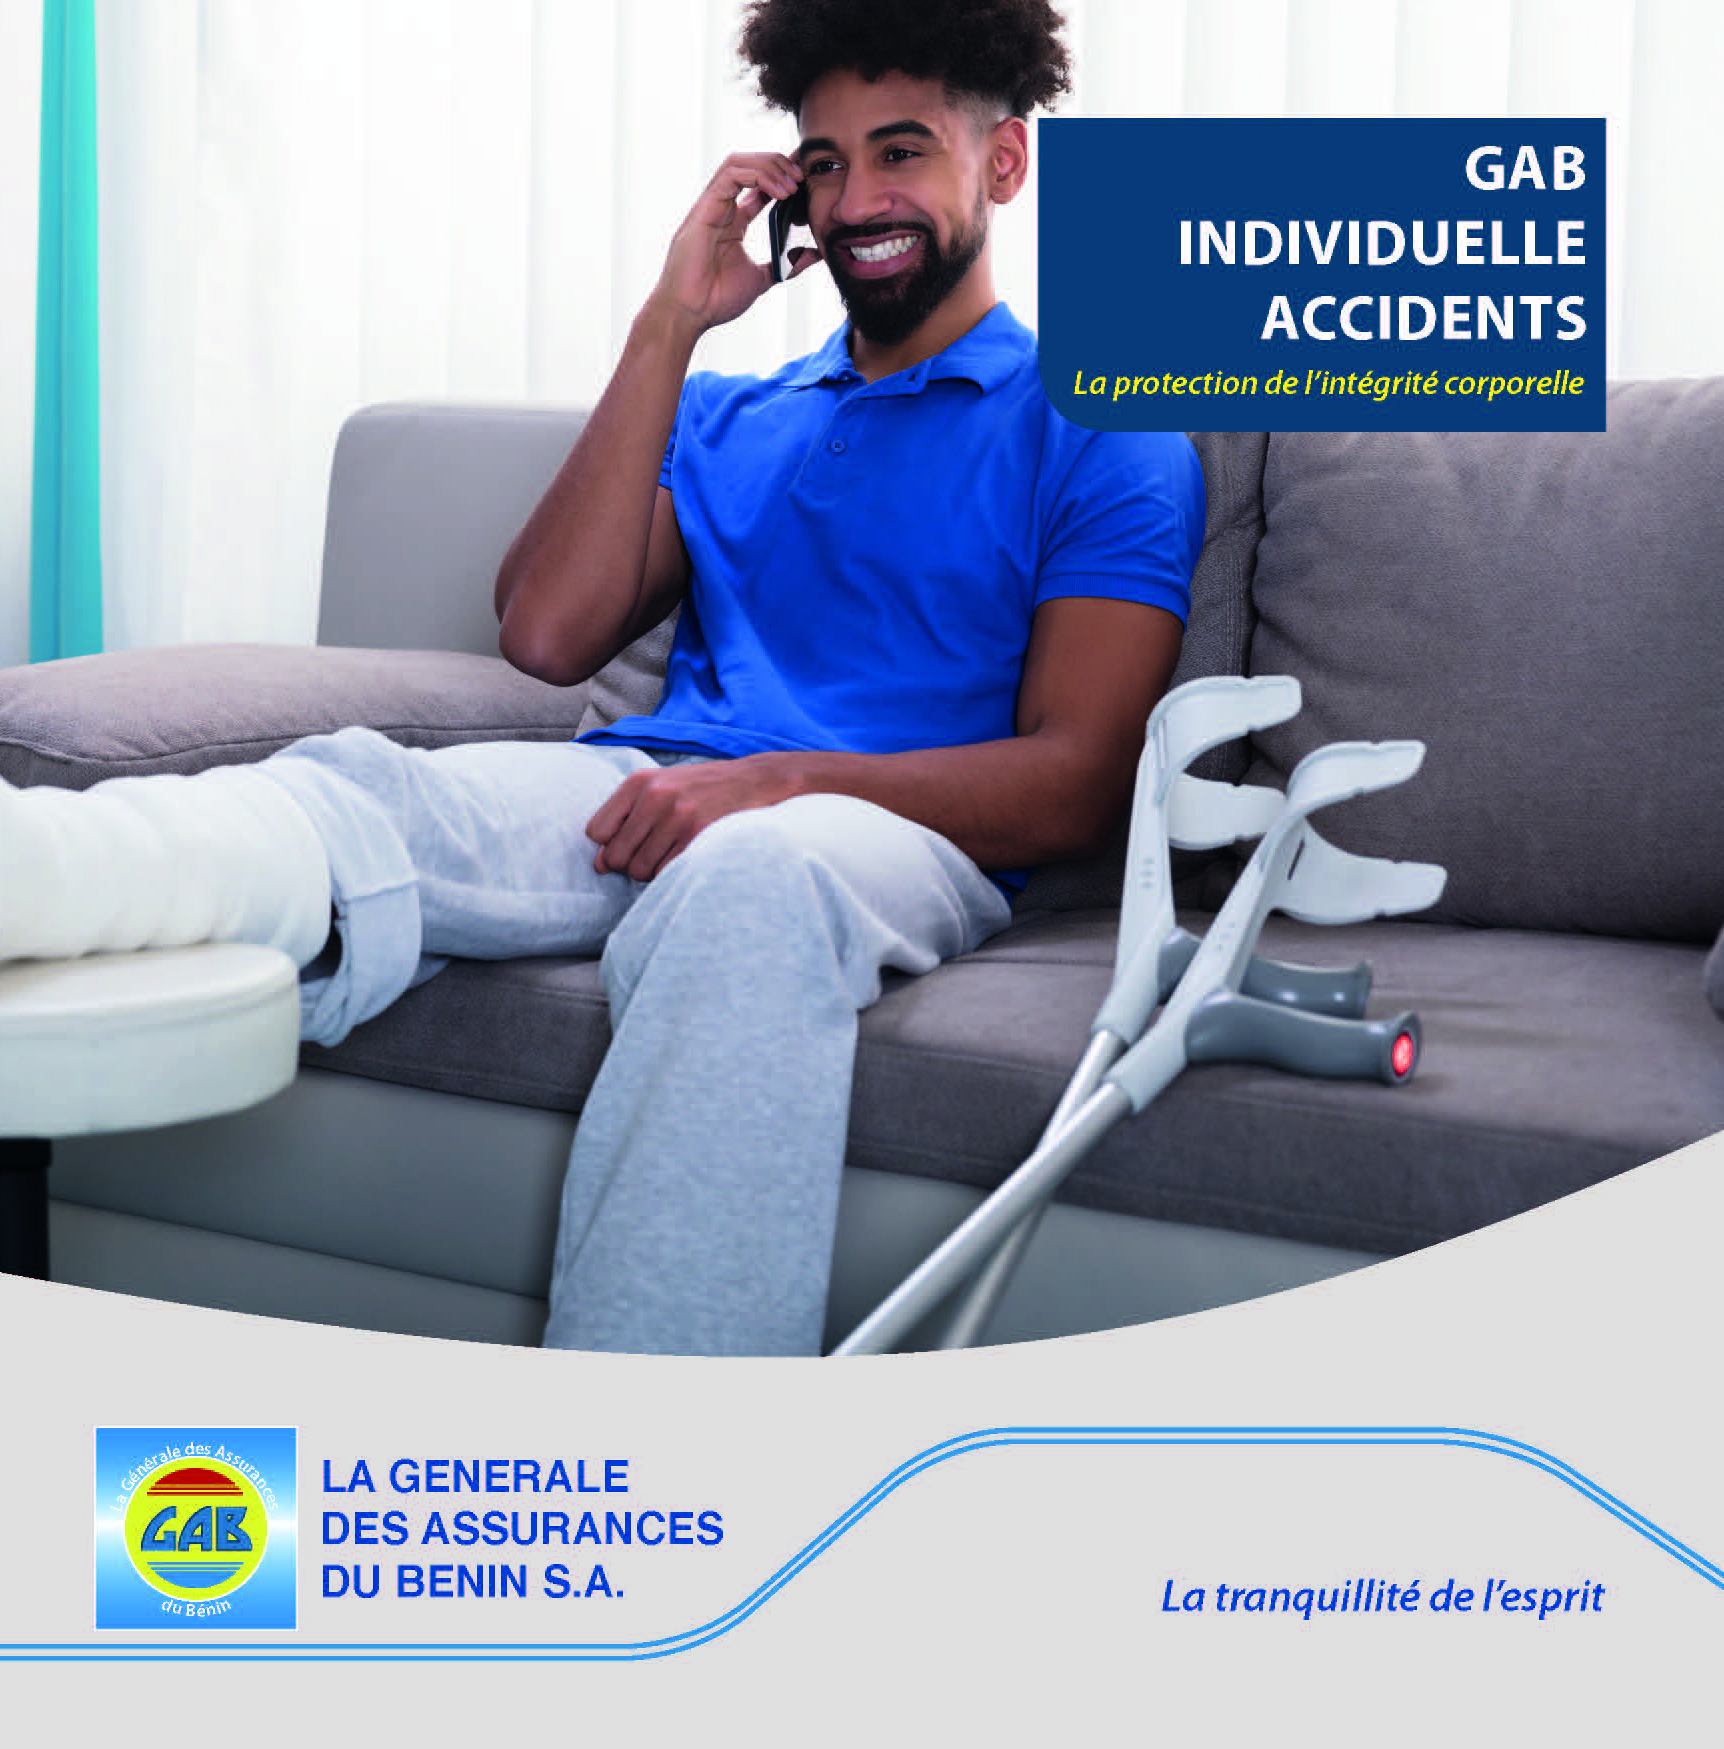 GAB
INDIVIDUELLE
ACCIDENTS
La protection de l'intégrité corporelle
La Générale des Assurances
GAB
du Bénin
LA GENERALE
DES ASSURANCES
DU BENIN S.A.
La tranquillité de l'esprit